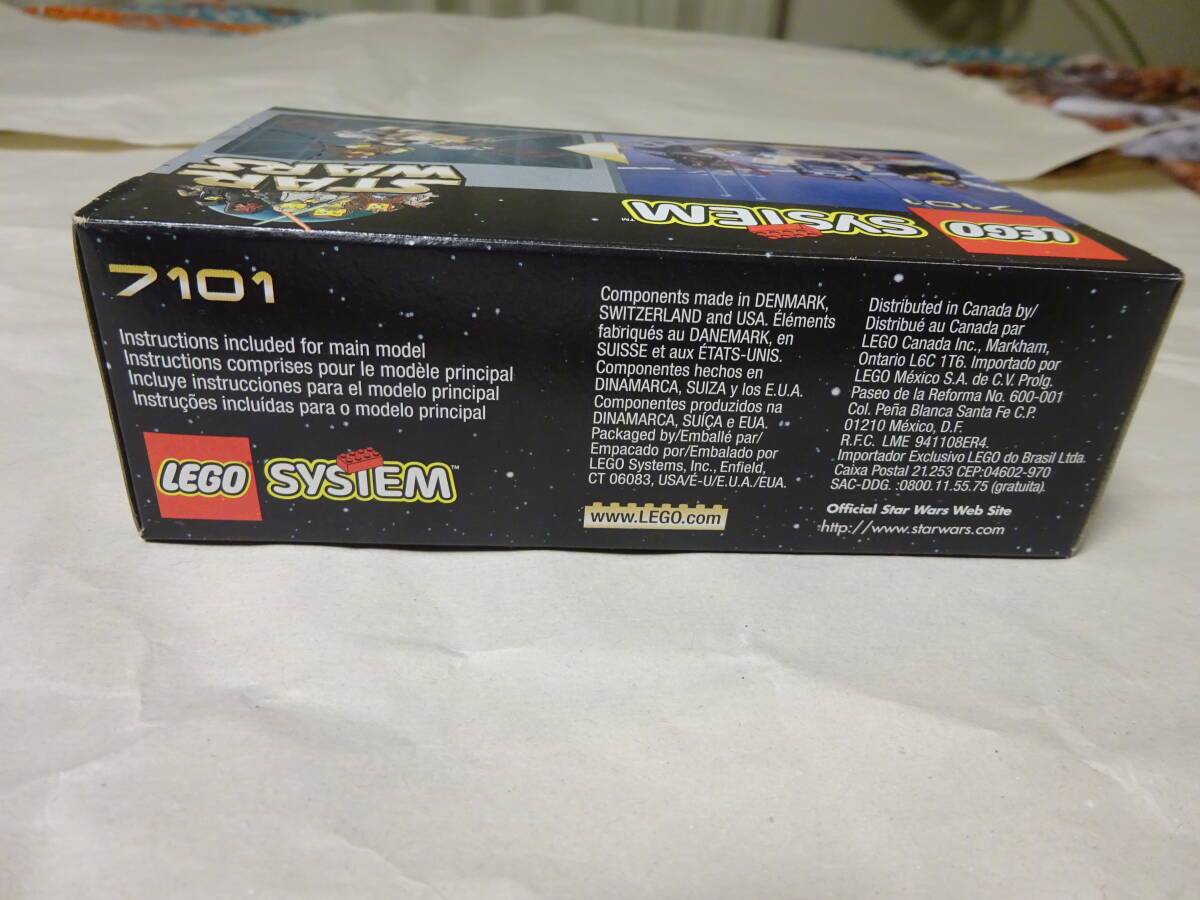 STAR
WARS
7101
LEGO
SYSTEM™
7101
Instructions included for main model
Instructions comprises pour le modèle principal
Incluye instrucciones para el modelo principal
Instruções incluídas para o modelo principal
LEGO SYSTEM™
Components made in DENMARK,
SWITZERLAND and USA. Éléments
fabriqués au DANEMARK, en
SUISSE et aux ÉTATS-UNIS.
Componentes hechos en
DINAMARCA, SUIZA y los E.U.A.
Componentes produzidos na
DINAMARCA, SUÍÇA e EUA.
Packaged by/Emballé par/
Empacado por/Embalado por
LEGO Systems, Inc., Enfield,
CT 06083, USA/É-U/E.U.A./EUA.
www.LEGO.com
Distributed in Canada by/
Distribué au Canada par
LEGO Canada Inc., Markham,
Ontario L6C 1T6. Importado por
LEGO México S.A. de C.V. Prolg.
Paseo de la Reforma No. 600-001
Col. Peña Blanca Santa Fe C.P.
01210 México, D.F.
R.F.C. LME 941108ER4.
Importador Exclusivo LEGO do Brasil Ltda.
Caixa Postal 21.253 CEP:04602-970
SAC-DDG. :0800.11.55.75 (gratuita).
Official Star Wars Web Site
http://www.starwars.com